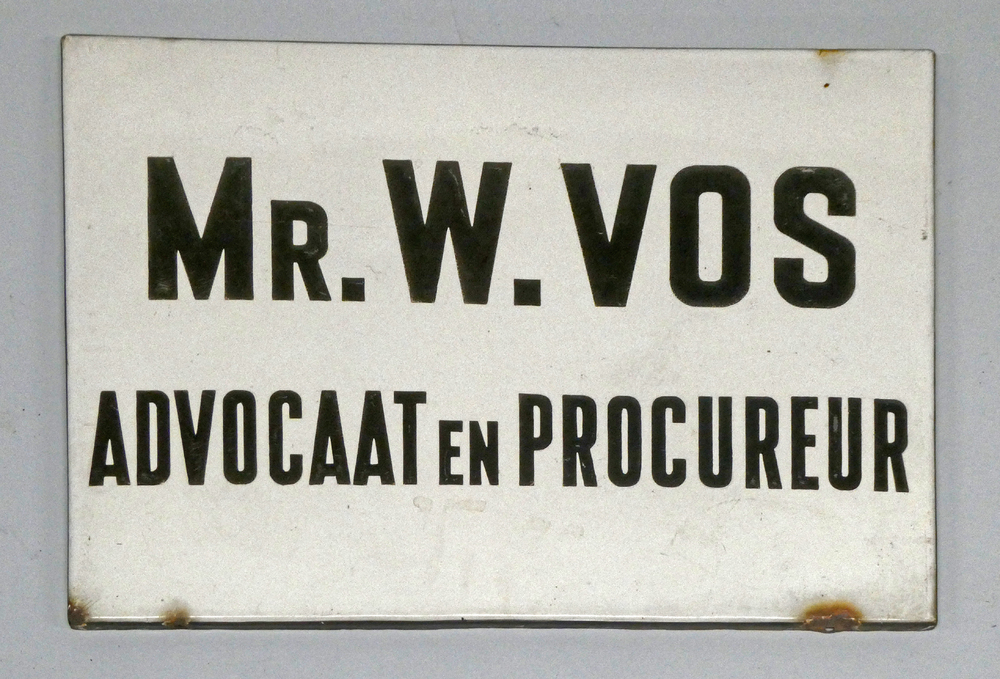 MR. W. VOS
ADVOCAAT EN PROCUREUR